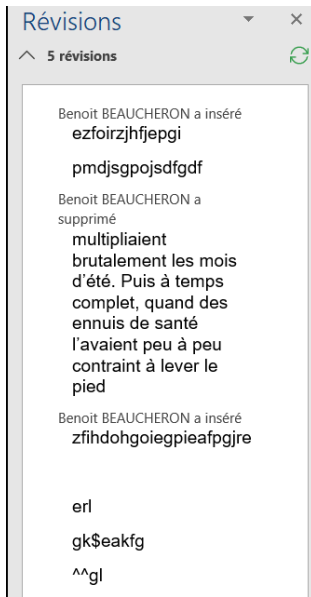 Révisions
5 révisions
Benoit BEAUCHERON a inséré
ezfoirzjhfjepgi
pmdjsgpojsdfgdf
Benoit BEAUCHERON a
supprimé
multipliaient
brutalement les mois
d’été. Puis à temps
complet, quand des
ennuis de santé
l’avaient peu à peu
contraint à lever le
pied
Benoit BEAUCHERON a inséré
zfihdohgoiegpieafpgjre
erl
gk$eakfg
^^gl